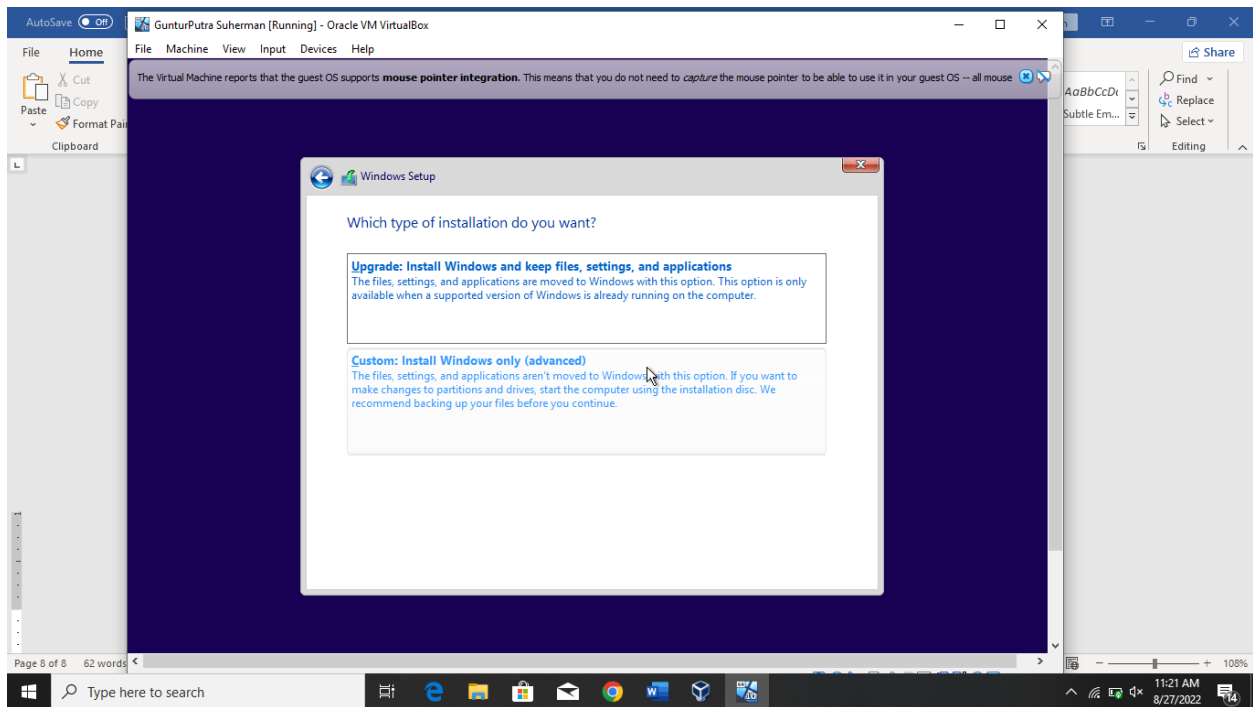 AutoSave Off
GunturPutra Suherman [Running] - Oracle VM VirtualBox
File Home
File Machine View Input Devices Help
Share
The Virtual Machine reports that the guest OS supports mouse pointer integration. This means that you do not need to capture the mouse pointer to be able to use it in your guest OS -- all mouse
Paste
Cut
Copy
Format Pai
Clipboard
AaBbCcDc
Subtle Em...
Find
Replace
Select
Editing
Windows Setup
Which type of installation do you want?
Upgrade: Install Windows and keep files, settings, and applications
The files, settings, and applications are moved to Windows with this option. This option is only
available when a supported version of Windows is already running on the computer.
Custom: Install Windows only (advanced)
The files, settings, and applications aren't moved to Windows with this option. If you want to
make changes to partitions and drives, start the computer using the installation disc. We
recommend backing up your files before you continue.
Page 8 of 8 62 words
108%
Type here to search
11:21 AM
8/27/2022
14